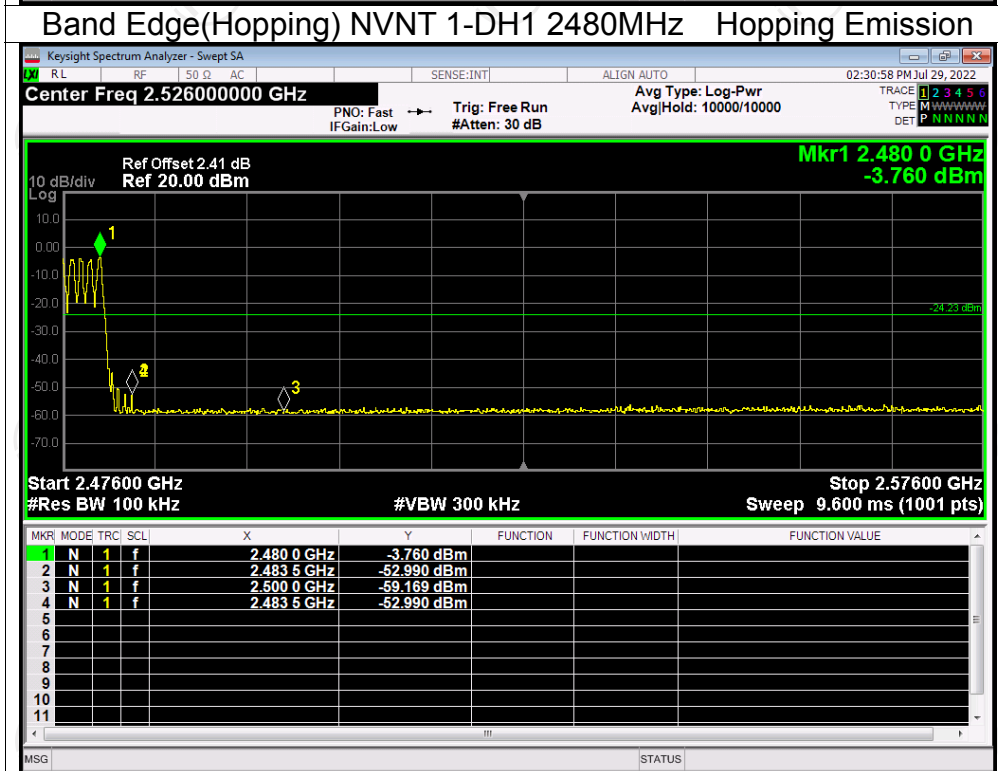 Band Edge(Hopping) NVNT 1-DH1 2480MHz Hopping Emission
Keysight Spectrum Analyzer - Swept SA
LXI RL RF 50 Ω AC SENSE:INT ALIGN AUTO 02:30:58 PM Jul 29, 2022
Center Freq 2.526000000 GHz
PNO: Fast
IFGain:Low
Trig: Free Run
#Atten: 30 dB
Avg Type: Log-Pwr
Avg|Hold: 10000/10000
TRACE 1 2 3 4 5 6
TYPE M WWWWW
DET P N N N N N
Mkr1 2.480 0 GHz
-3.760 dBm
Ref Offset 2.41 dB
10 dB/div Ref 20.00 dBm
Log
10.0
0.00
-10.0
-20.0
-30.0
-40.0
-50.0
-60.0
-70.0
1
3
-24.23 dBm
Start 2.47600 GHz Stop 2.57600 GHz
#Res BW 100 kHz #VBW 300 kHz Sweep 9.600 ms (1001 pts)
MKR MODE TRC SCL X Y FUNCTION FUNCTION WIDTH FUNCTION VALUE
1 N 1 f 2.480 0 GHz -3.760 dBm
2 N 1 f 2.483 5 GHz -52.990 dBm
3 N 1 f 2.500 0 GHz -59.169 dBm
4 N 1 f 2.483 5 GHz -52.990 dBm
5
6
7
8
9
10
11
MSG STATUS